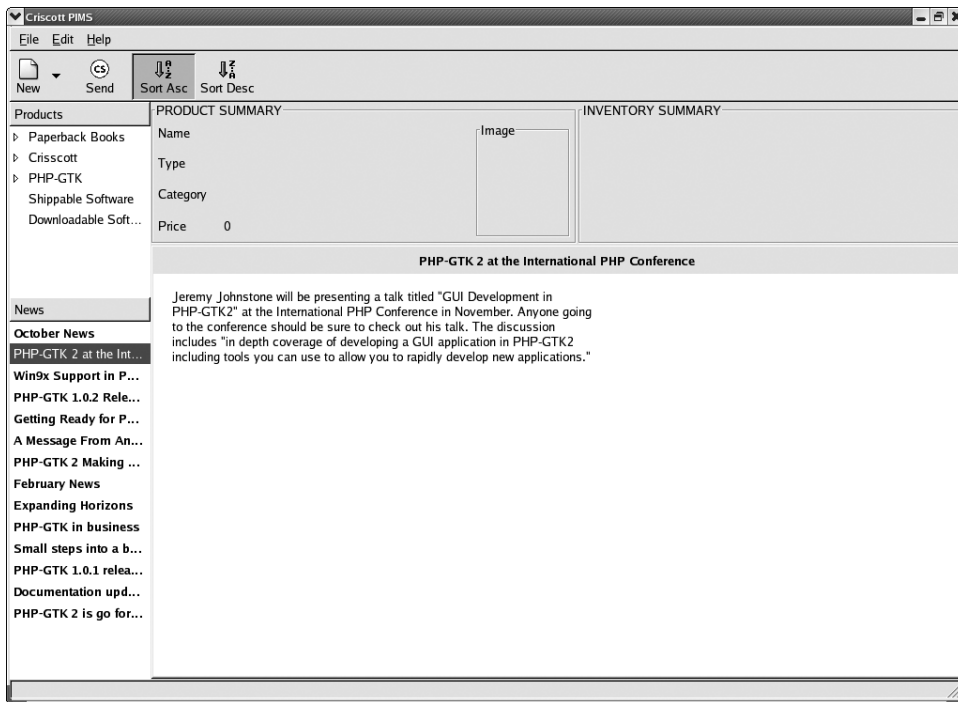 Criscott PIMS
File Edit Help
New
CS
Send
A
Z
Sort Asc
Z
A
Sort Desc
Products
Paperback Books
Crisscott
PHP-GTK
Shippable Software
Downloadable Soft...
PRODUCT SUMMARY
Name
Type
Category
Price 0
Image
INVENTORY SUMMARY
News
October News
PHP-GTK 2 at the Int...
Win9x Support in P...
PHP-GTK 1.0.2 Rele...
Getting Ready for P...
A Message From An...
PHP-GTK 2 Making ...
February News
Expanding Horizons
PHP-GTK in business
Small steps into a b...
PHP-GTK 1.0.1 relea...
Documentation upd...
PHP-GTK 2 is go for...
PHP-GTK 2 at the International PHP Conference
Jeremy Johnstone will be presenting a talk titled "GUI Development in
PHP-GTK2" at the International PHP Conference in November. Anyone going
to the conference should be sure to check out his talk. The discussion
includes "in depth coverage of developing a GUI application in PHP-GTK2
including tools you can use to allow you to rapidly develop new applications."